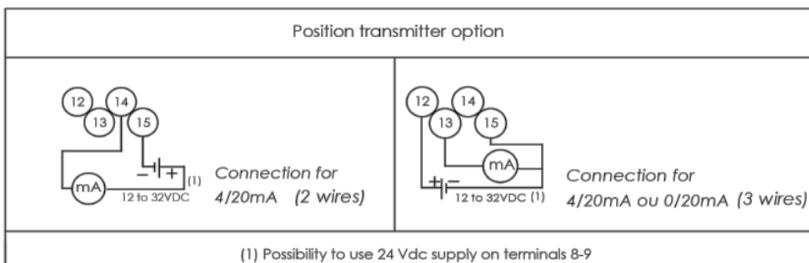 Position transmitter option
12 14
13 15
mA
- +
(1)
12 to 32VDC
Connection for
4/20mA (2 wires)
12 14
13 15
mA
+ -
12 to 32VDC (1)
Connection for
4/20mA ou 0/20mA (3 wires)
(1) Possibility to use 24 Vdc supply on terminals 8-9